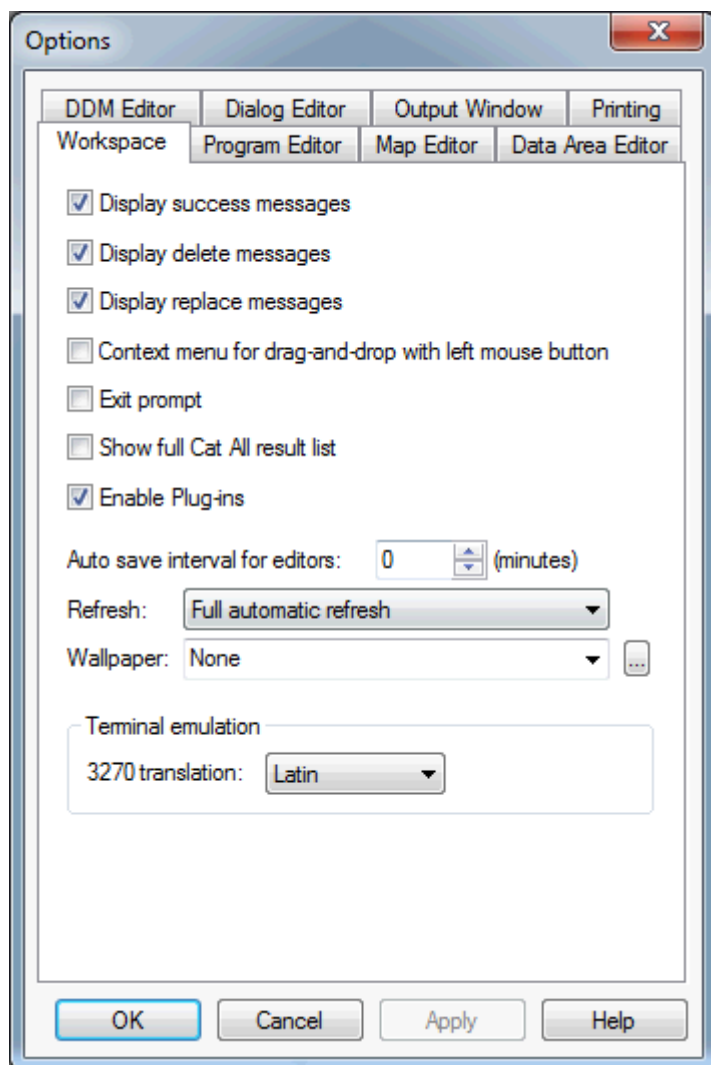 Options
DDM Editor Dialog Editor Output Window Printing
Workspace Program Editor Map Editor Data Area Editor
Display success messages
Display delete messages
Display replace messages
Context menu for drag-and-drop with left mouse button
Exit prompt
Show full Cat All result list
Enable Plug-ins
Auto save interval for editors: 0 (minutes)
Refresh: Full automatic refresh
Wallpaper: None ...
Terminal emulation
3270 translation: Latin
OK Cancel Apply Help